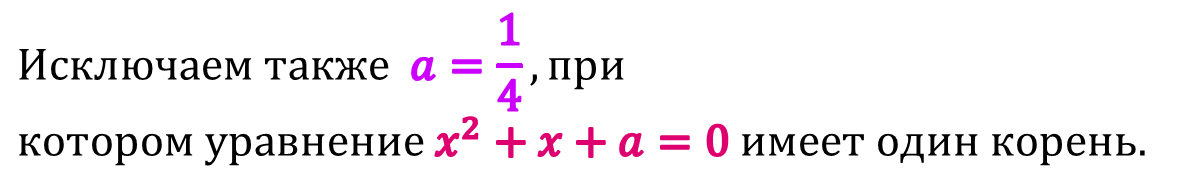 Исключаем также a = 1/4, при
котором уравнение x² + x + a = 0 имеет один корень.